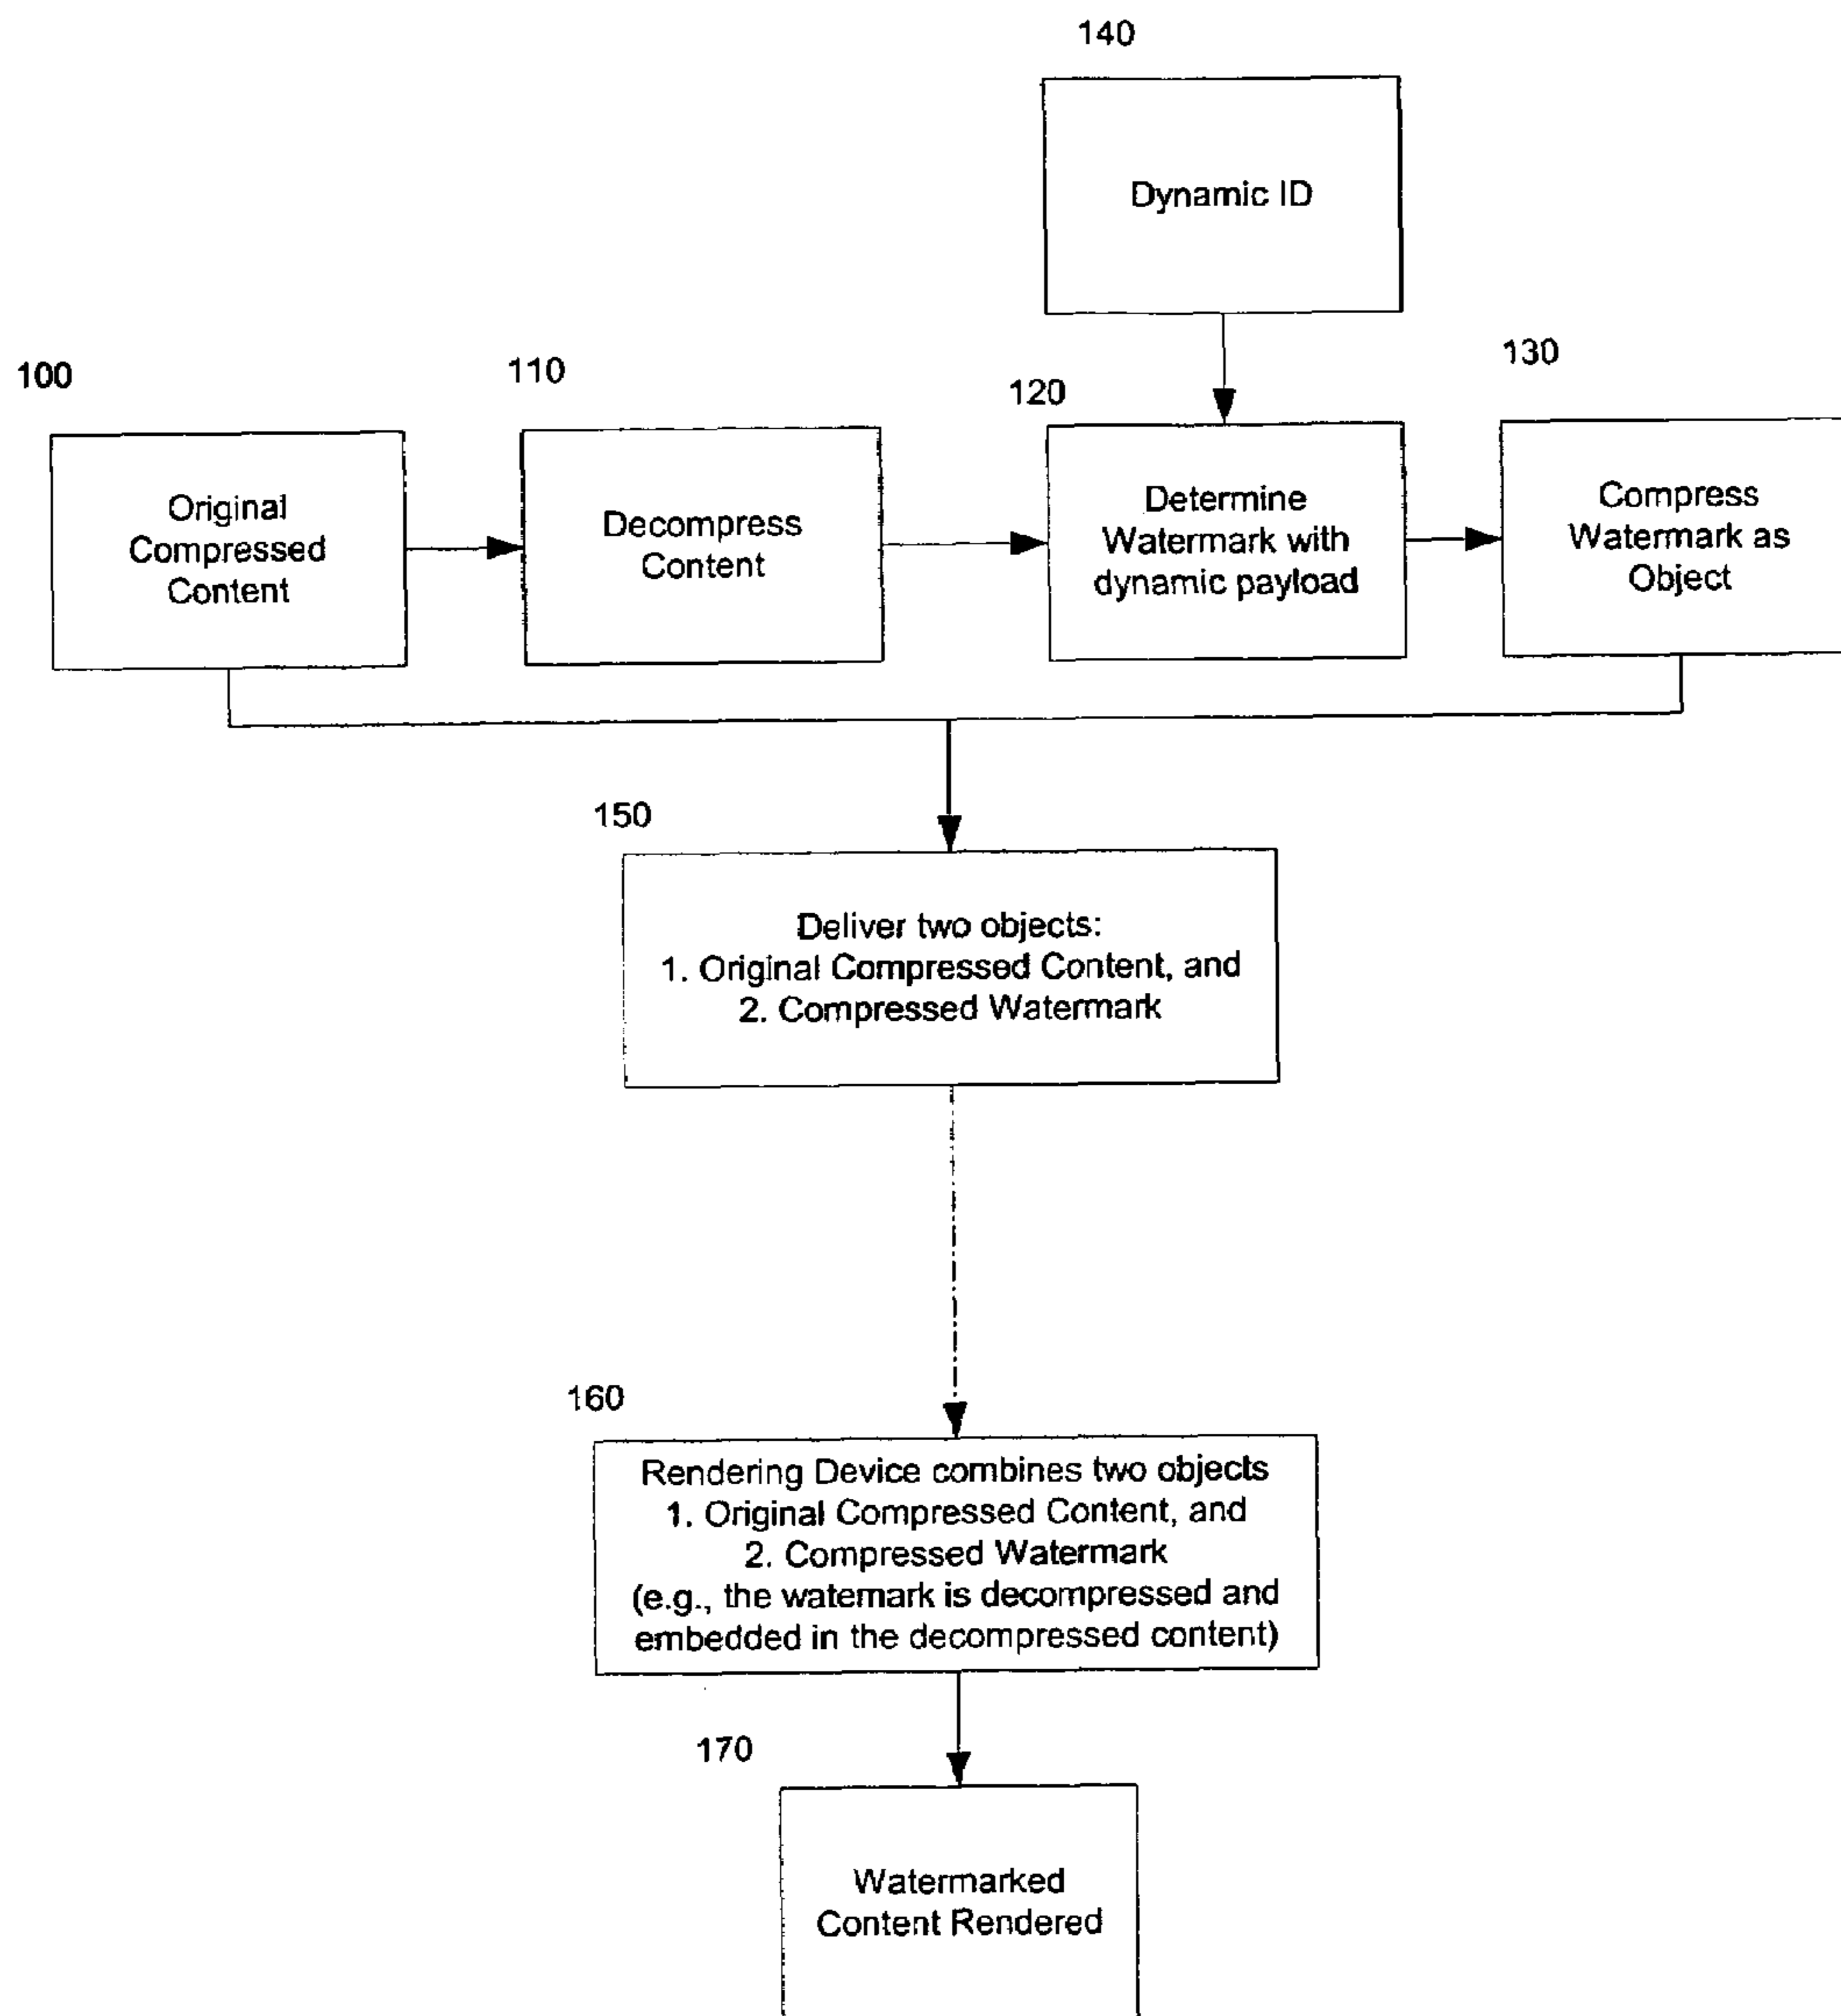 140
Dynamic ID
100
110
120
130
Original
Compressed
Content
Decompress
Content
Determine
Watermark with
dynamic payload
Compress
Watermark as
Object
150
Deliver two objects:
1. Original Compressed Content, and
2. Compressed Watermark
160
Rendering Device combines two objects
1. Original Compressed Content, and
2. Compressed Watermark
(e.g., the watemark is decompressed and
embedded in the decompressed content)
170
Watermarked
Content Rendered